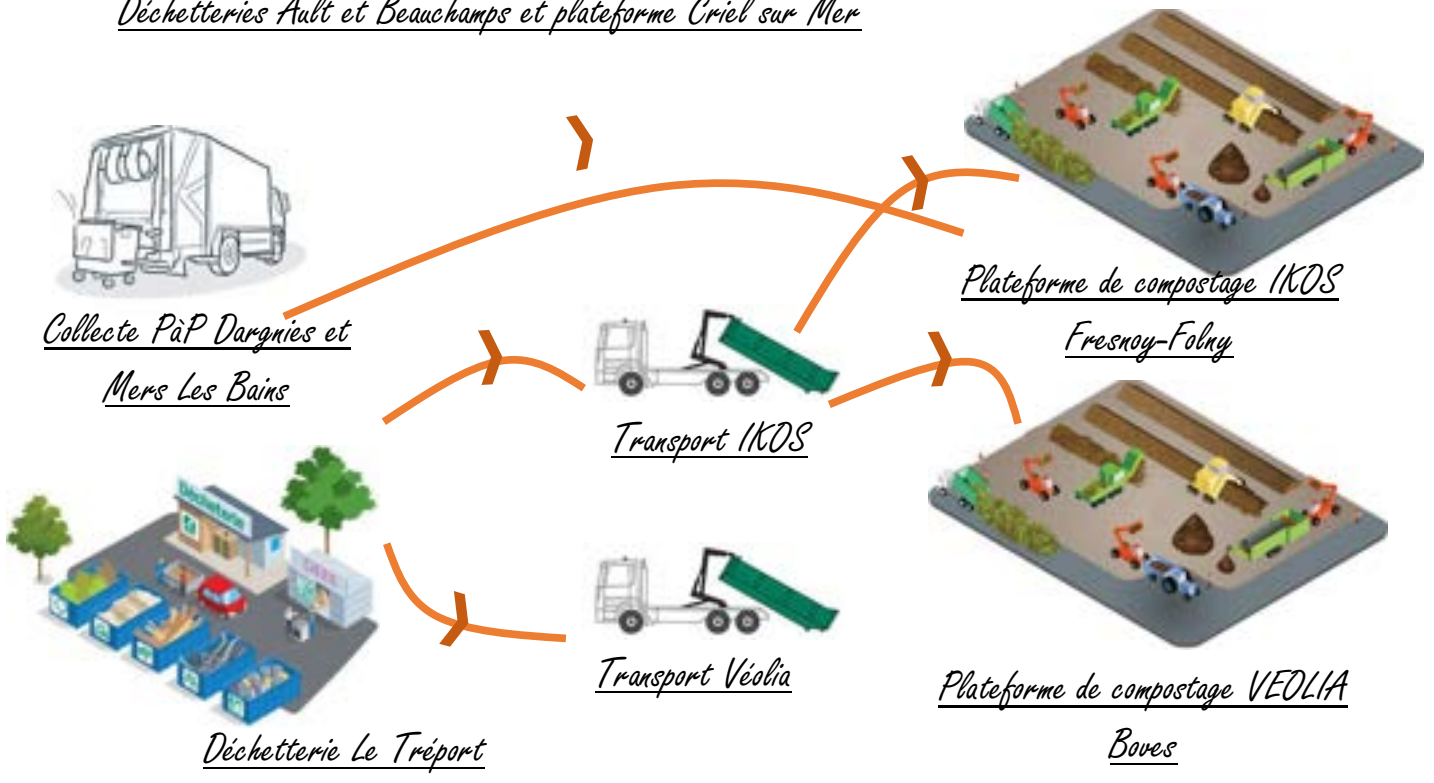 Déchetteries Ault et Beauchamps et plateforme Criel sur Mer
Collecte PàP Dargnies et
Mers Les Bains
Plateforme de compostage IKOS
Fresnoy-Folny
Transport IKOS
Déchetterie
Transport Véolia
Plateforme de compostage VEOLIA
Boves
Déchetterie Le Tréport